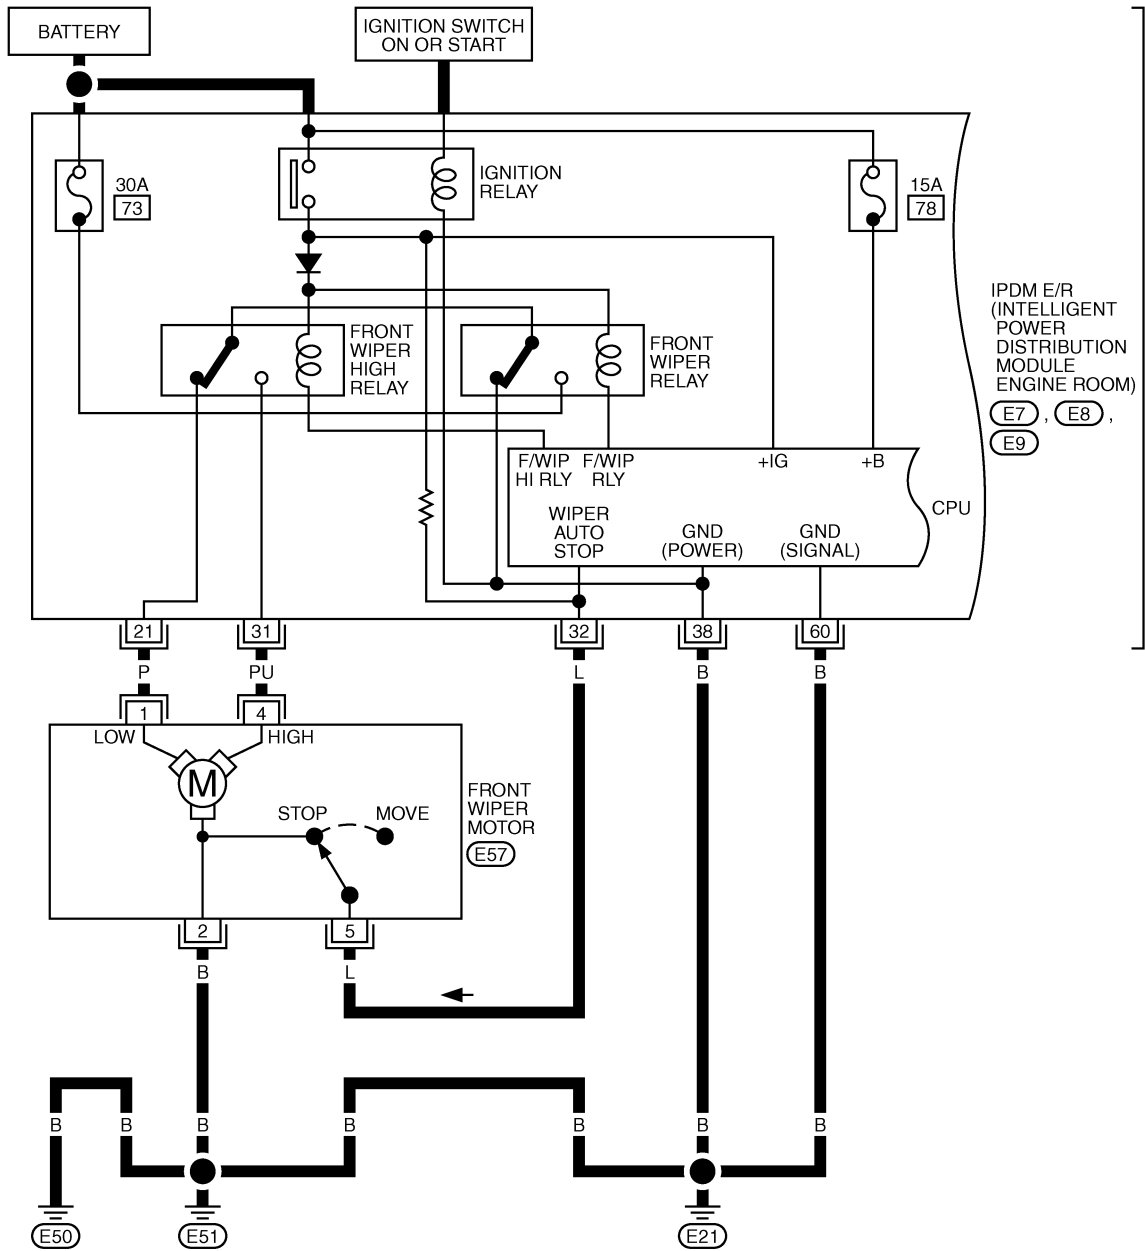 BATTERY
IGNITION SWITCH
ON OR START
30A
73
IGNITION
RELAY
15A
78
IPDM E/R
(INTELLIGENT
POWER
DISTRIBUTION
MODULE
ENGINE ROOM)
E7 , E8 ,
E9
FRONT
WIPER
HIGH
RELAY
FRONT
WIPER
RELAY
F/WIP
HI RLY
F/WIP
RLY
+IG
+B
CPU
WIPER
AUTO
STOP
GND
(POWER)
GND
(SIGNAL)
21
31
32
38
60
P
PU
L
B
B
1
4
LOW
HIGH
M
STOP
MOVE
FRONT
WIPER
MOTOR
E57
2
5
B
L
B
B
B
B
B
B
B
E50
E51
E21